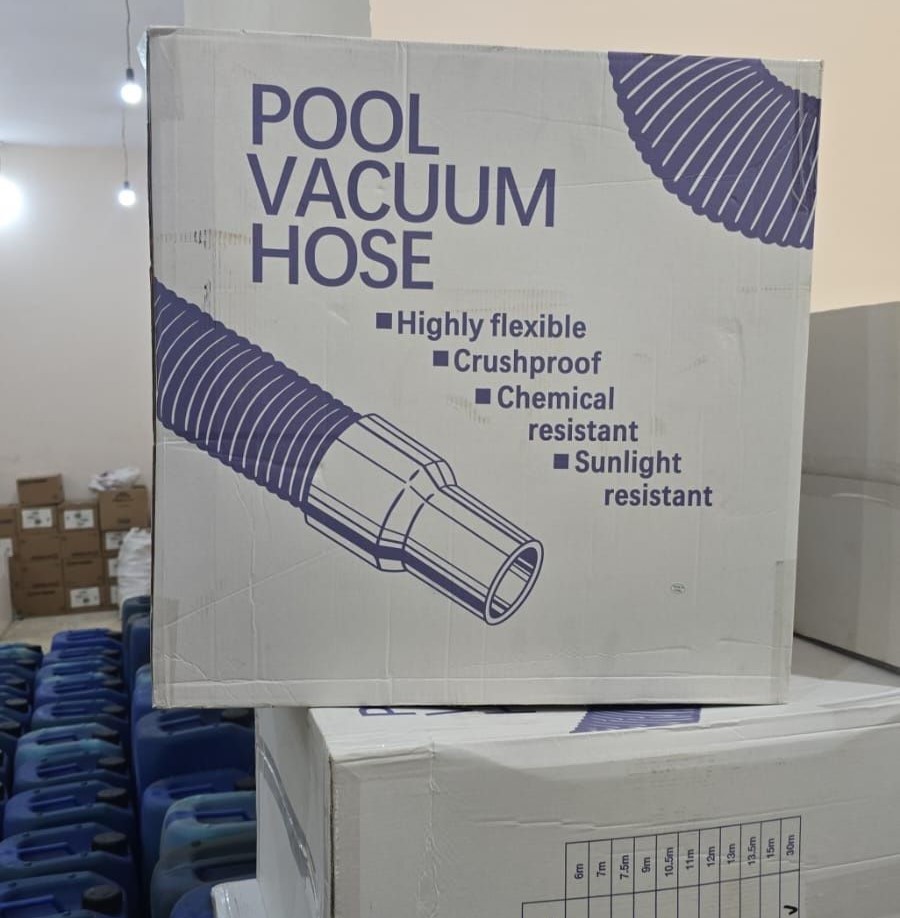 POOL
VACUUM
HOSE
■ Highly flexible
■ Crushproof
■ Chemical
resistant
■ Sunlight
resistant
6m
7m
7.5m
9m
10.5m
11m
12m
13m
13.5m
15m
30m